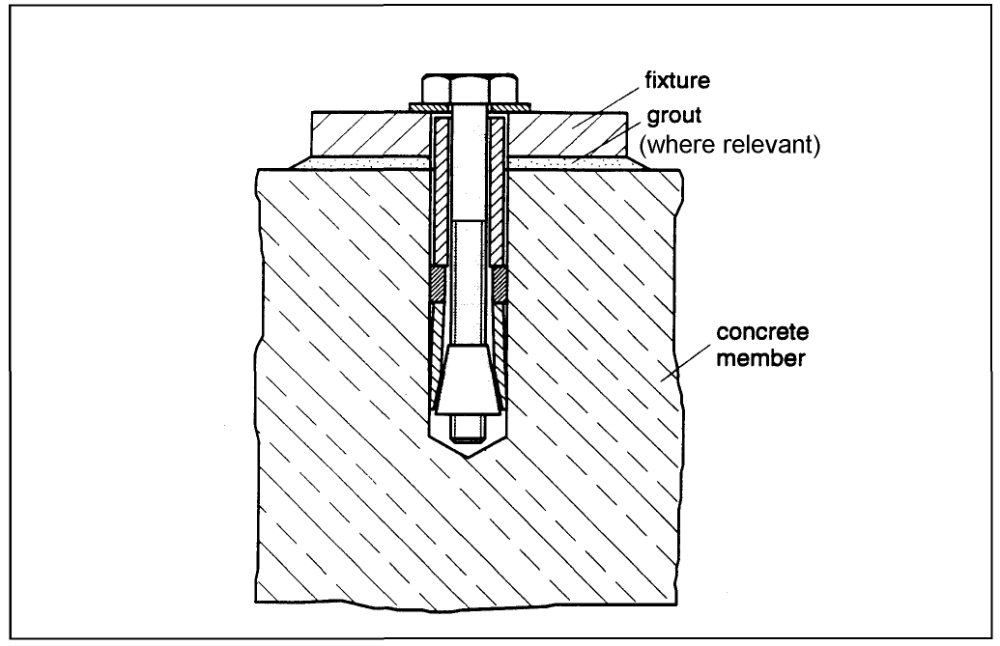 fixture
grout
(where relevant)
concrete
member